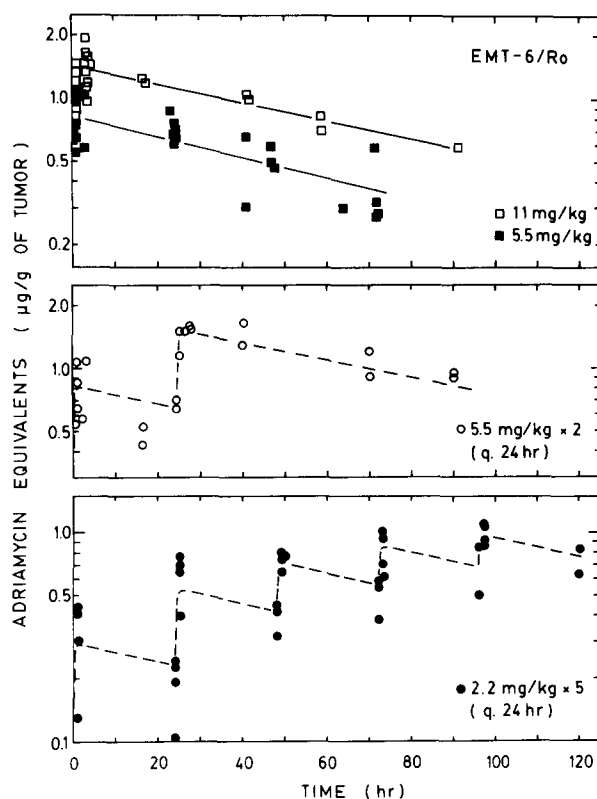 EMT-6/Ro
2.0
1.0
0.5
0.2
□ 11 mg/kg
■ 5.5 mg/kg
2.0
1.0
0.5
○ 5.5 mg/kg × 2
(q. 24 hr)
1.0
0.5
0.1
● 2.2 mg/kg × 5
(q. 24 hr)
0 20 40 60 80 100 120
TIME (hr)
ADRIAMYCIN EQUIVALENTS (µg/g OF TUMOR)